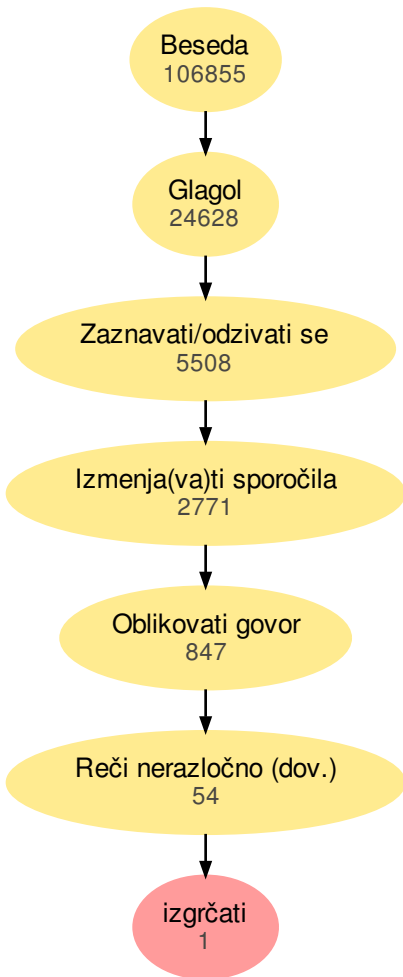 Beseda
106855
Glagol
24628
Zaznavati/odzivati se
5508
Izmenja(va)ti sporočila
2771
Oblikovati govor
847
Reči nerazločno (dov.)
54
izgrčati
1